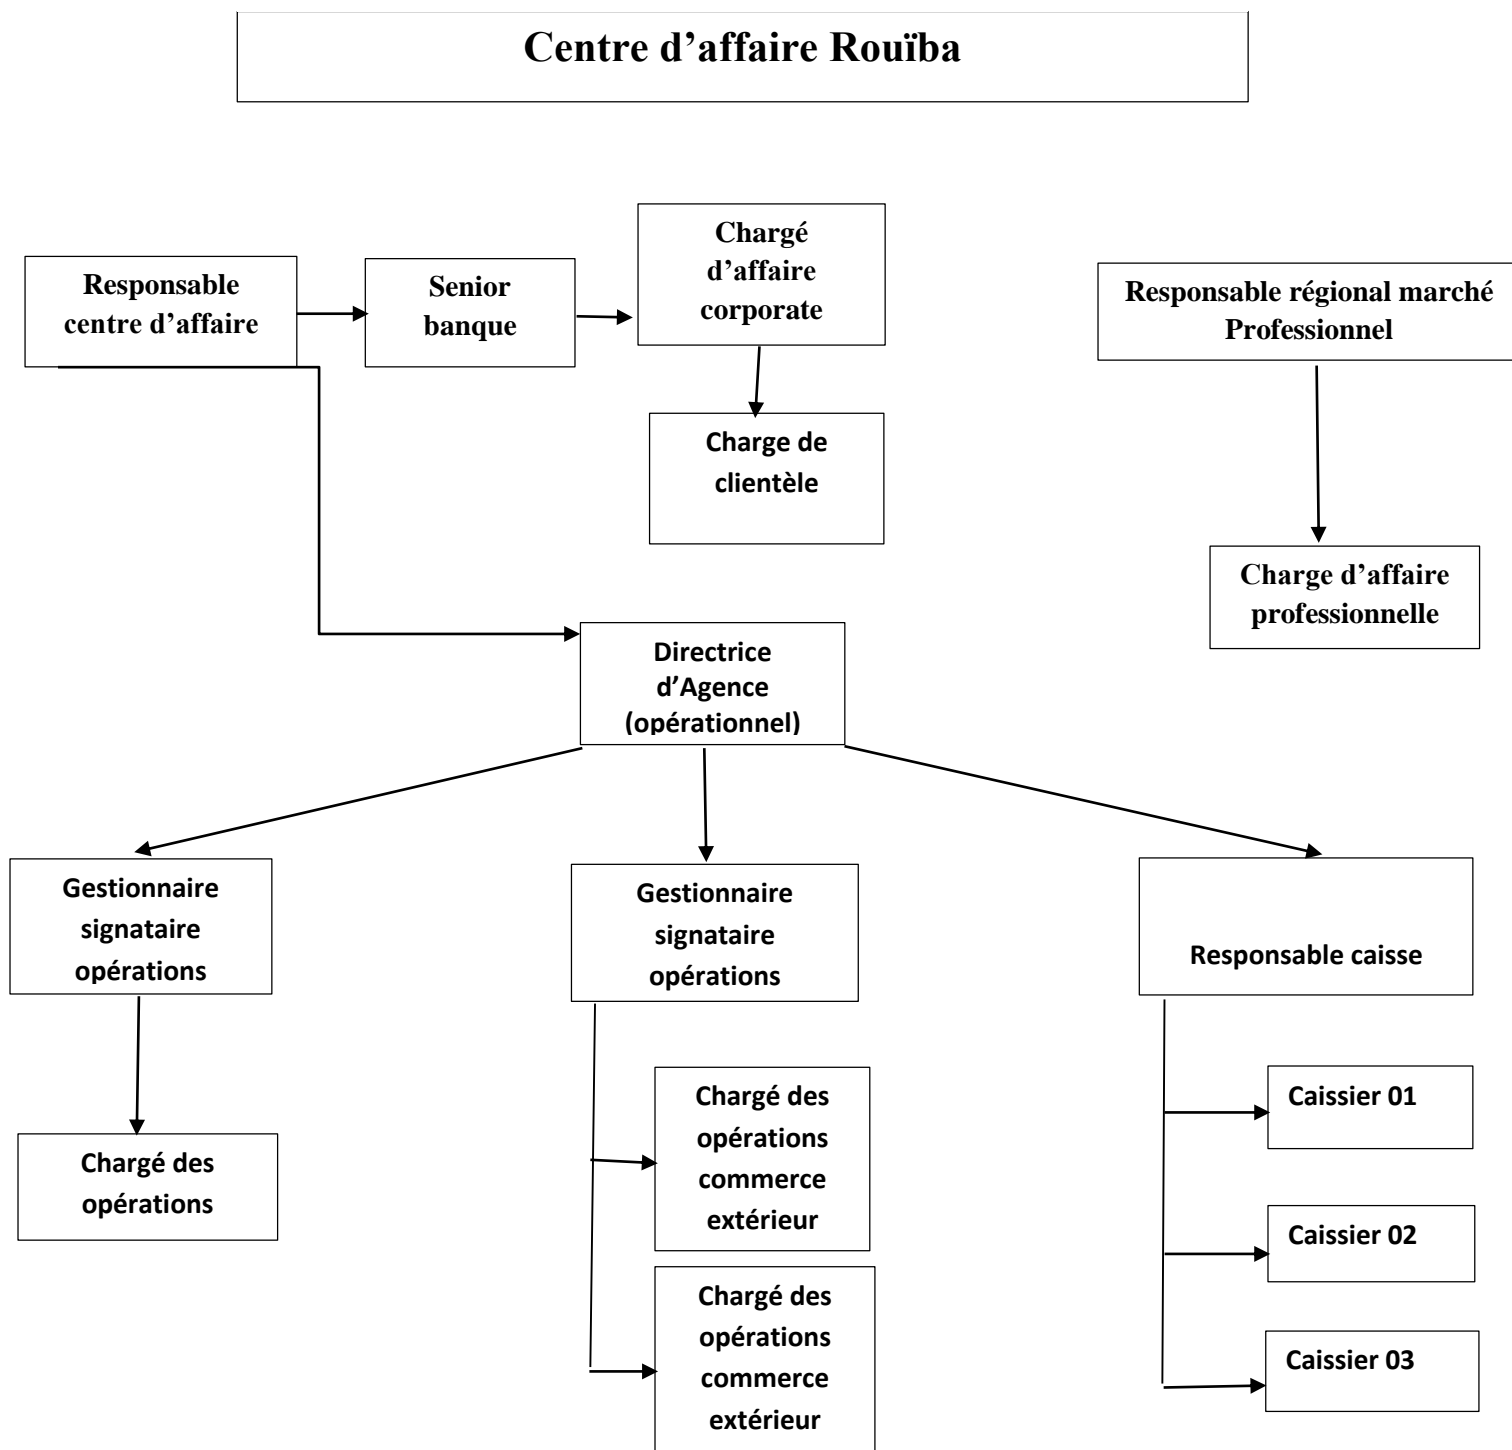 Centre d’affaire Rouïba
Responsable
centre d’affaire
Senior
banque
Chargé
d’affaire
corporate
Responsable régional marché
Professionnel
Charge de
clientèle
Charge d’affaire
professionnelle
Directrice
d’Agence
(opérationnel)
Gestionnaire
signataire
opérations
Gestionnaire
signataire
opérations
Responsable caisse
Chargé des
opérations
Chargé des
opérations
commerce
extérieur
Chargé des
opérations
commerce
extérieur
Caissier 01
Caissier 02
Caissier 03